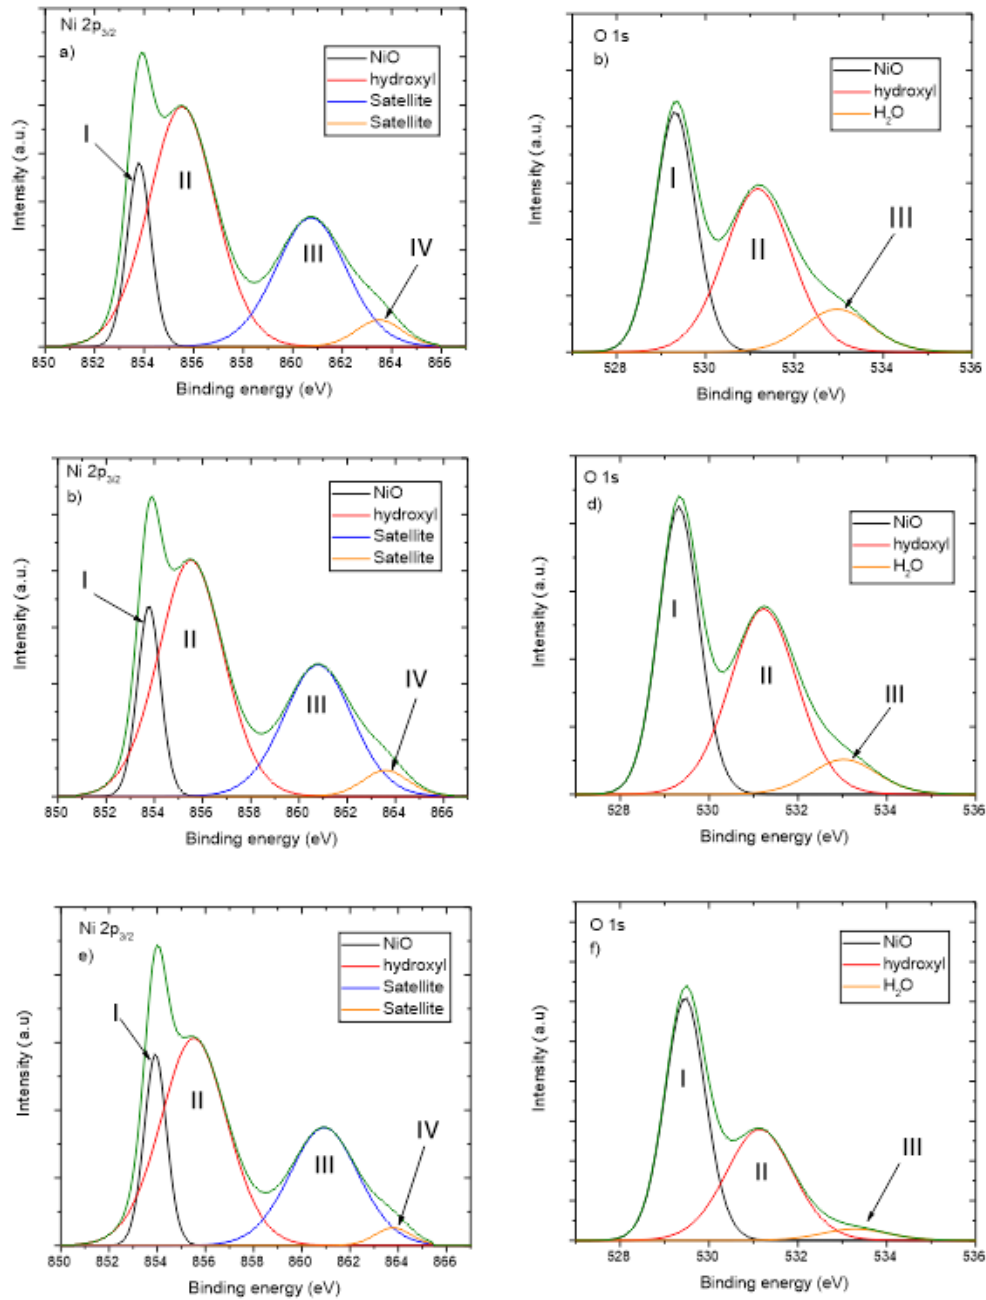 Ni 2p3/2
a)
NiO
hydroxyl
Satellite
Satellite
I
II
III
IV
Intensity (a.u.)
850 852 854 856 858 860 862 864 866
Binding energy (eV)
O 1s
b)
NiO
hydroxyl
H2O
I
II
III
Intensity (a.u.)
528 530 532 534 536
Binding energy (eV)
Ni 2p3/2
b)
NiO
hydroxyl
Satellite
Satellite
I
II
III
IV
Intensity (a.u.)
850 852 854 856 858 860 862 864 866
Binding energy (eV)
O 1s
d)
NiO
hydoxyl
H2O
I
II
III
Intensity (a.u.)
528 530 532 534 536
Binding energy (eV)
Ni 2p3/2
e)
NiO
hydroxyl
Satellite
Satellite
I
II
III
IV
Intensity (a.u)
850 852 854 856 858 860 862 864 866
Binding energy (eV)
O 1s
f)
NiO
hydroxyl
H2O
I
II
III
Intensity (a.u)
528 530 532 534 536
Binding energy (eV)